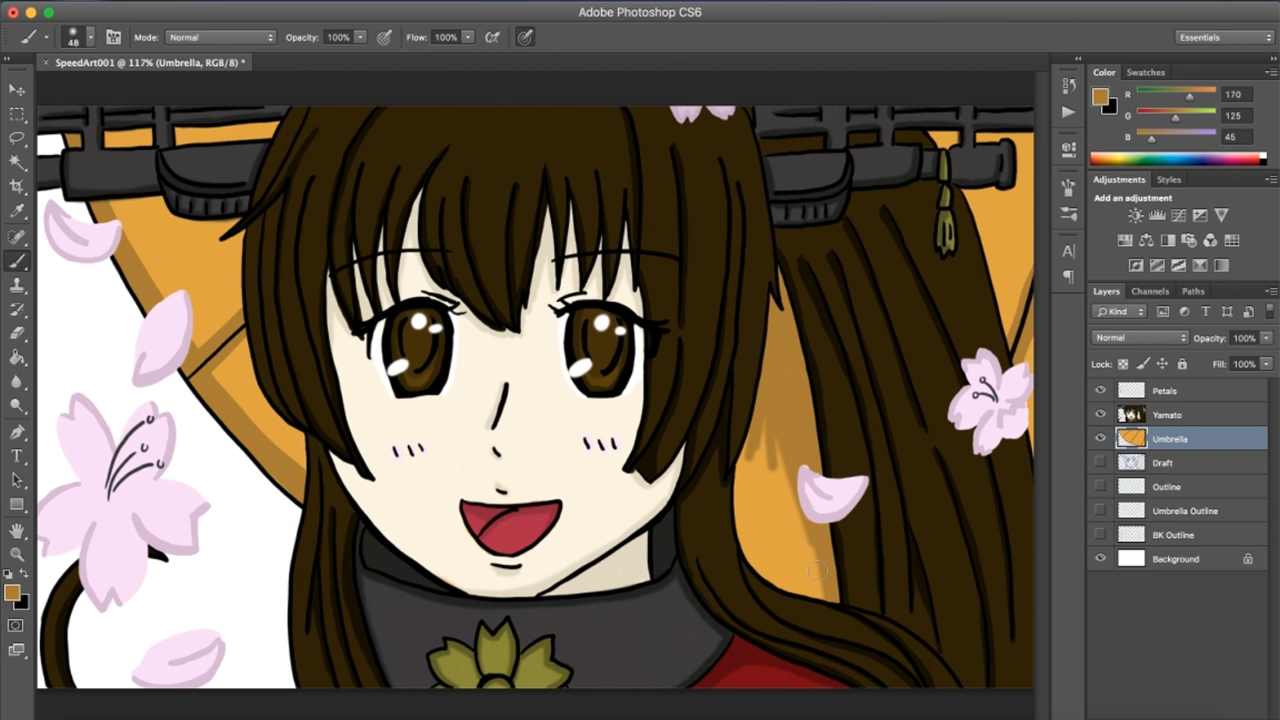 Adobe Photoshop CS6
48 Mode: Normal Opacity: 100% Flow: 100% Essentials
× SpeedArt001 @ 117% (Umbrella, RGB/8) *
Color Swatches
R 170
G 125
B 45
Adjustments Styles
Add an adjustment
Layers Channels Paths
Kind
Normal Opacity: 100%
Lock: Fill: 100%
Petals
Yamato
Umbrella
Draft
Outline
Umbrella Outline
BK Outline
Background